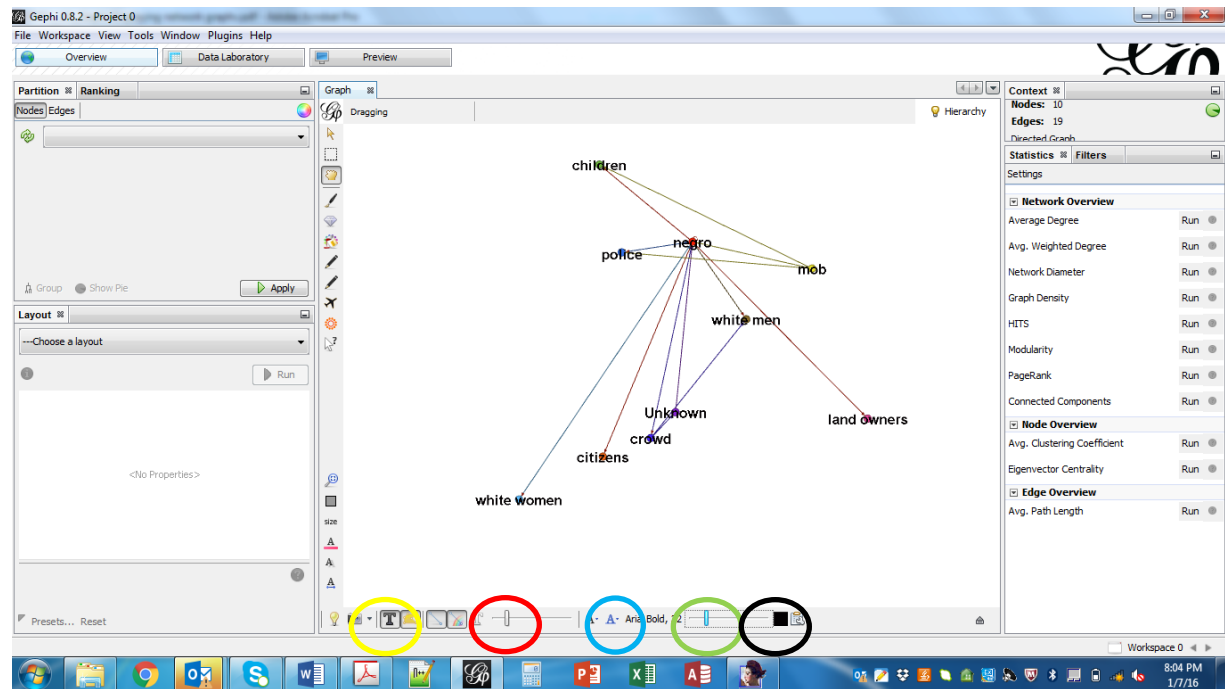 Gephi 0.8.2 - Project 0
File Workspace View Tools Window Plugins Help
Overview Data Laboratory Preview
Partition Ranking
Nodes Edges
Group Show Pie Apply
Layout
---Choose a layout
Run
<No Properties>
Presets... Reset
Graph
Dragging Hierarchy
children
negro
police
mob
white men
Unknown
land owners
crowd
citizens
white women
size
A
A
A
T A- A- Bold,
Context
Nodes: 10
Edges: 19
Directed Graph
Statistics Filters
Settings
Network Overview
Average Degree Run
Avg. Weighted Degree Run
Network Diameter Run
Graph Density Run
HITS Run
Modularity Run
PageRank Run
Connected Components Run
Node Overview
Avg. Clustering Coefficient Run
Eigenvector Centrality Run
Edge Overview
Avg. Path Length Run
Workspace 0
8:04 PM
1/7/16